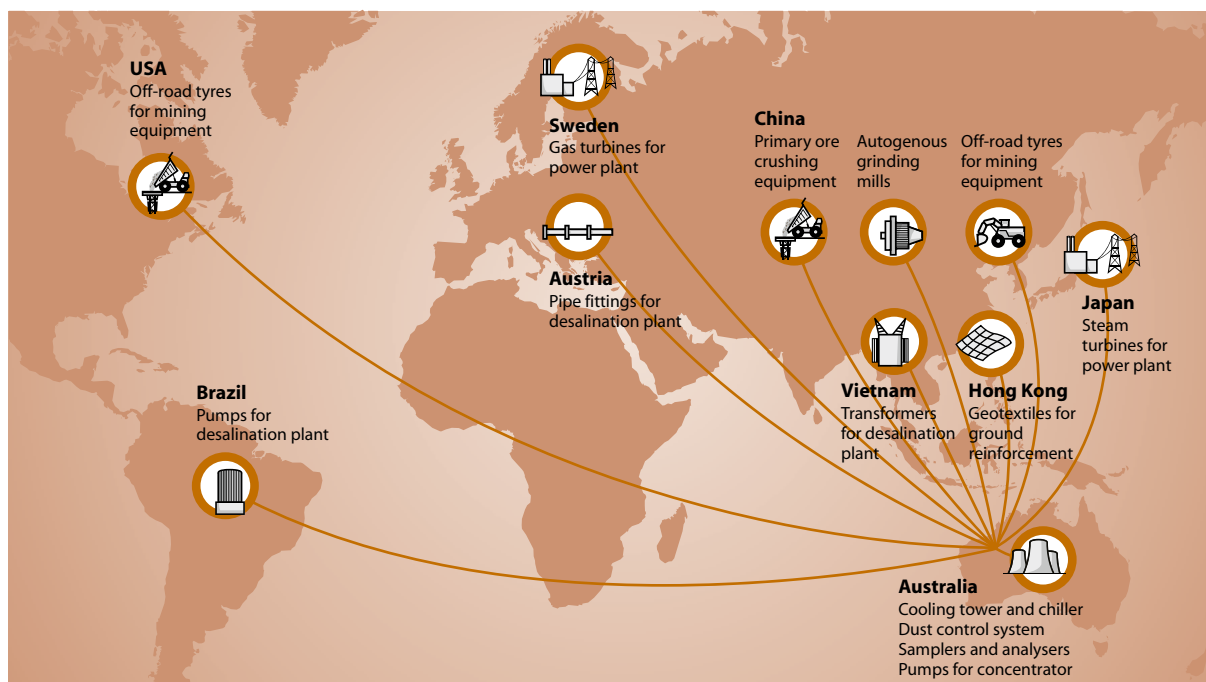 USA
Off-road tyres
for mining
equipment
Sweden
Gas turbines for
power plant
Austria
Pipe fittings for
desalination plant
China
Primary ore
crushing
equipment
Autogenous
grinding
mills
Off-road tyres
for mining
equipment
Japan
Steam
turbines for
power plant
Brazil
Pumps for
desalination plant
Vietnam
Transformers
for desalination
plant
Hong Kong
Geotextiles for
ground
reinforcement
Australia
Cooling tower and chiller
Dust control system
Samplers and analysers
Pumps for concentrator